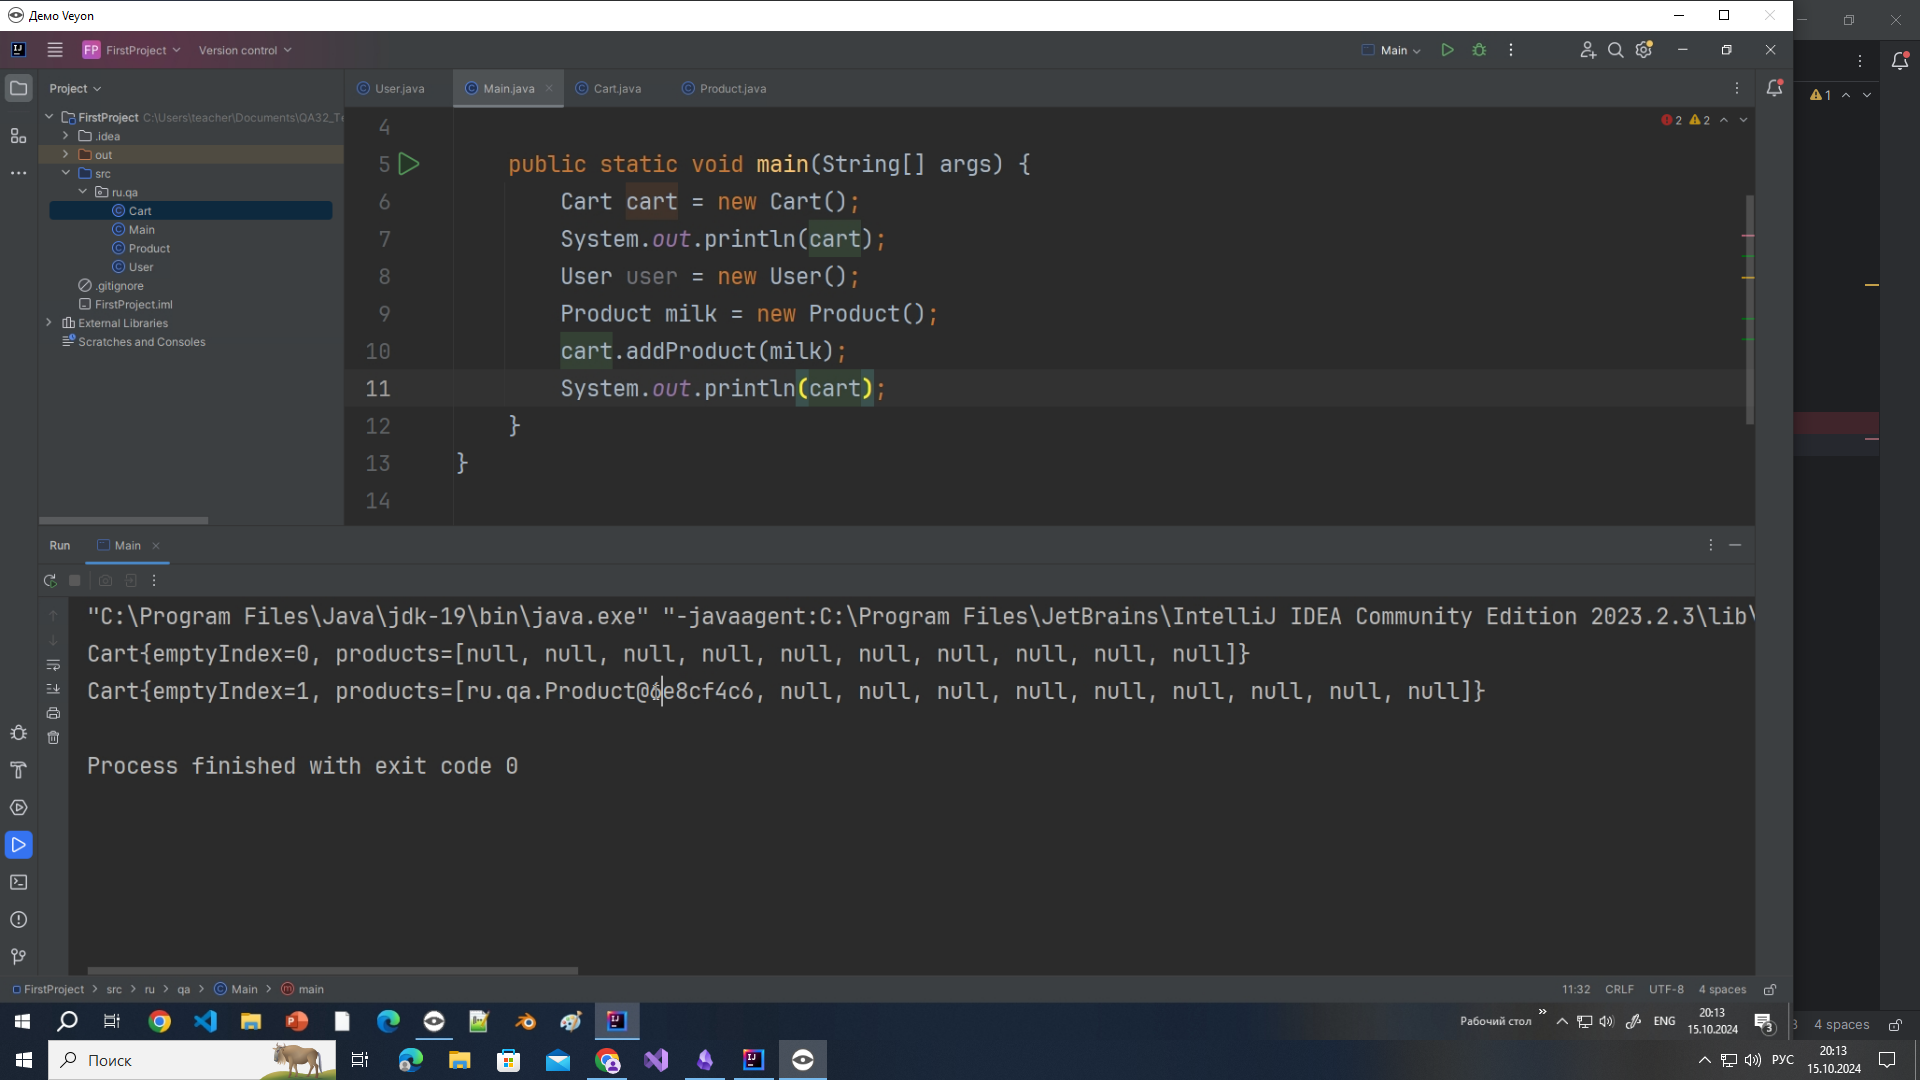 Демо Veyon
FP FirstProject Version control Main
Project User.java Main.java Cart.java Product.java
FirstProject C:\Users\teacher\Documents\QA32_Te
.idea
out
src
ru.qa
Cart
Main
Product
User
.gitignore
FirstProject.iml
External Libraries
Scratches and Consoles
2 2
1
4
5 public static void main(String[] args) {
6 Cart cart = new Cart();
7 System.out.println(cart);
8 User user = new User();
9 Product milk = new Product();
10 cart.addProduct(milk);
11 System.out.println(cart);
12 }
13 }
14
Run Main
"C:\Program Files\Java\jdk-19\bin\java.exe" "-javaagent:C:\Program Files\JetBrains\IntelliJ IDEA Community Edition 2023.2.3\lib\
Cart{emptyIndex=0, products=[null, null, null, null, null, null, null, null, null, null]}
Cart{emptyIndex=1, products=[ru.qa.Product@6e8cf4c6, null, null, null, null, null, null, null, null, null]}
Process finished with exit code 0
FirstProject > src > ru > qa > Main > main 11:32 CRLF UTF-8 4 spaces
Рабочий стол » ENG 20:13 15.10.2024 3
4 spaces
Поиск РУС 20:13 15.10.2024